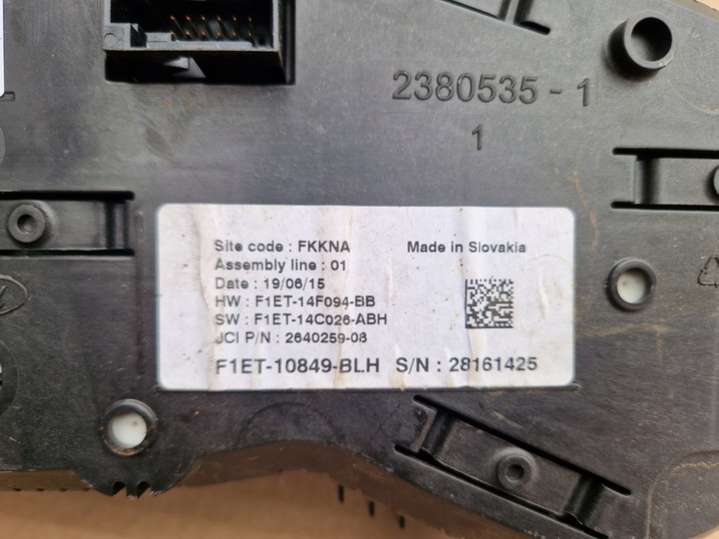 2380535-1
1
Site code : FKKNA
Made in Slovakia
Assembly line : 01
Date : 19/06/15
HW : F1ET-14F094-BB
SW : F1ET-14C026-ABH
JCI P/N : 2640259-08
F1ET-10849-BLH S/N : 28161425